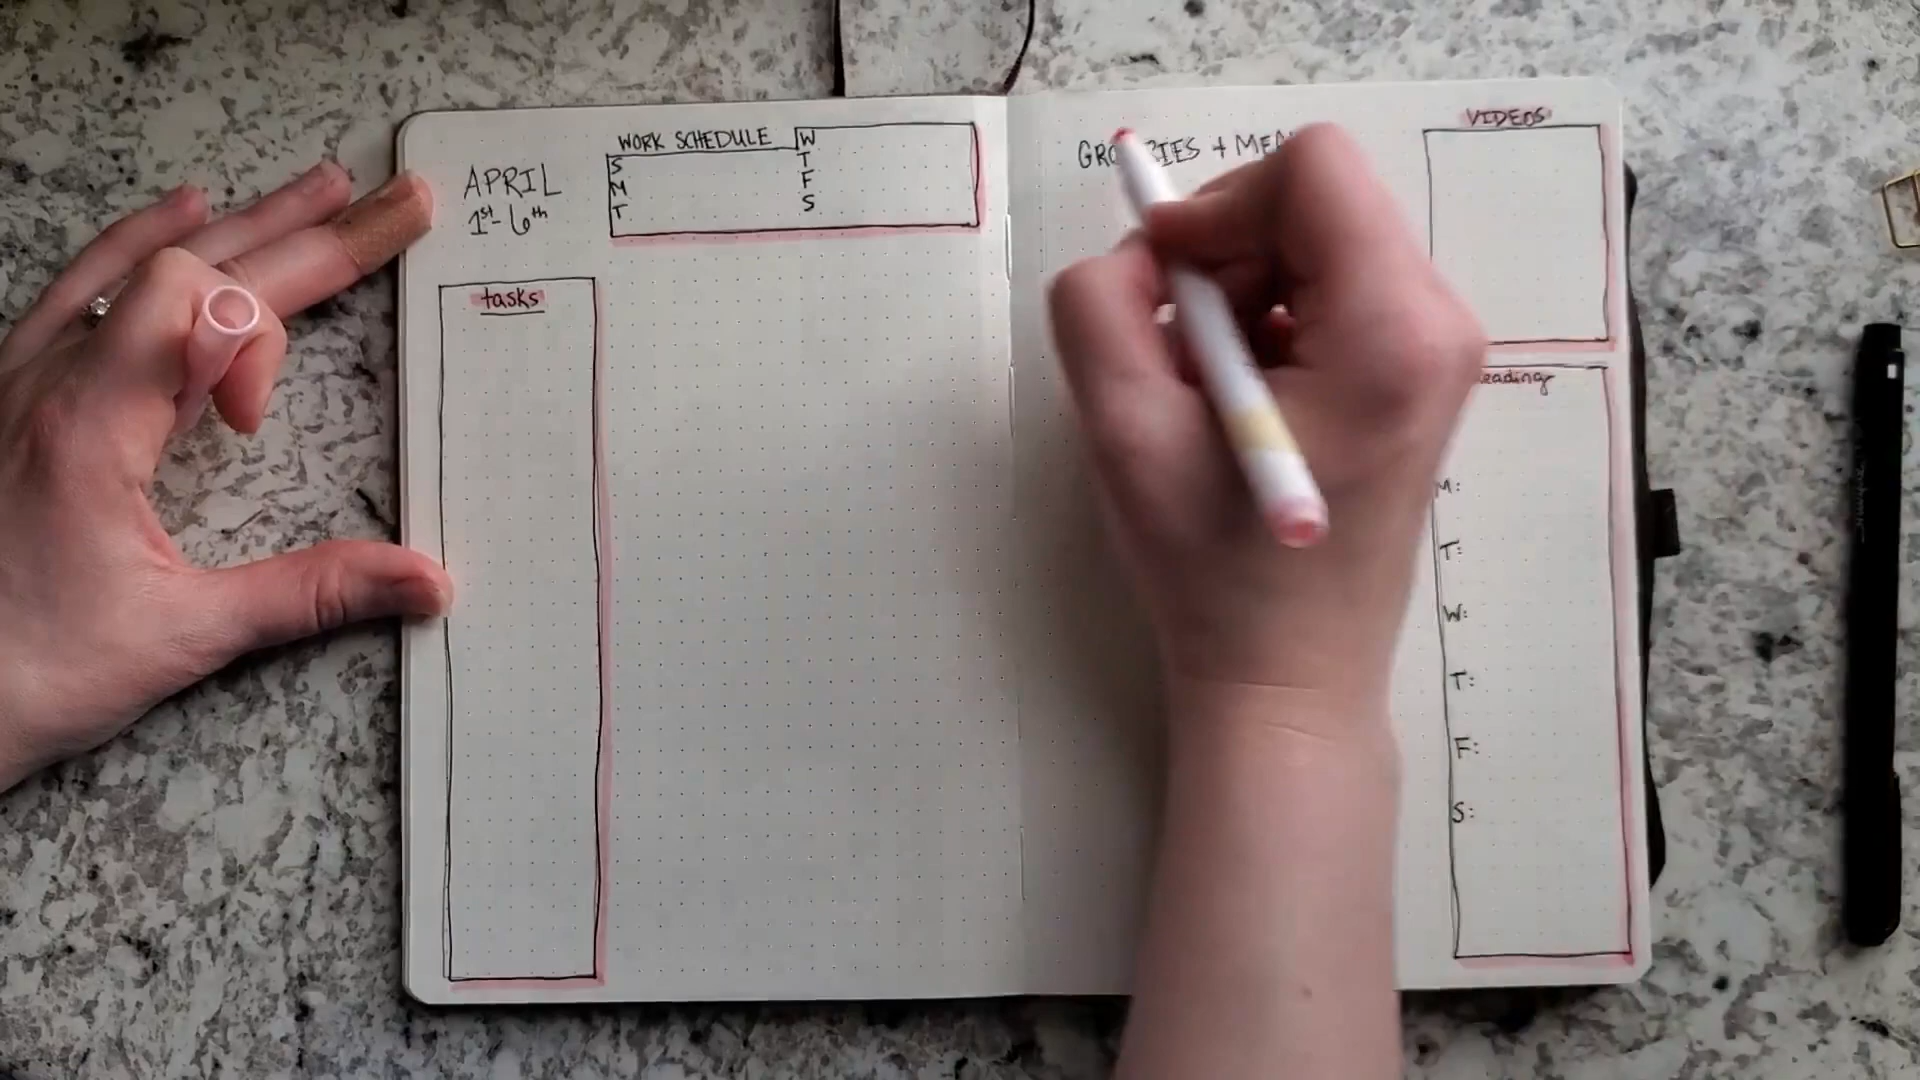 APRIL
1st - 6th
WORK SCHEDULE
S
M
T
W
T
F
S
tasks
+
VIDEOS
M:
T:
W:
T:
F:
S: